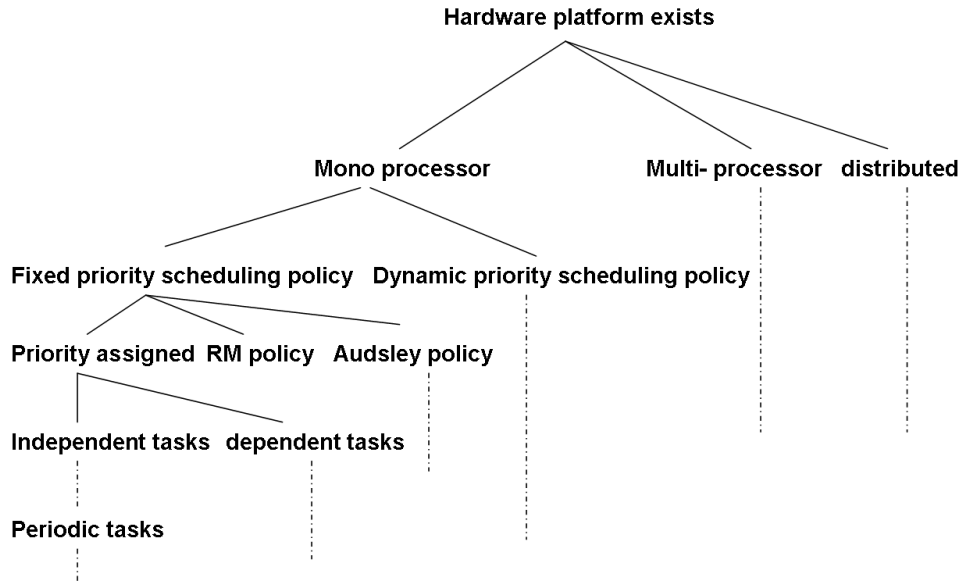 Hardware platform exists
Mono processor
Multi- processor
distributed
Fixed priority scheduling policy
Dynamic priority scheduling policy
Priority assigned
RM policy
Audsley policy
Independent tasks
dependent tasks
Periodic tasks